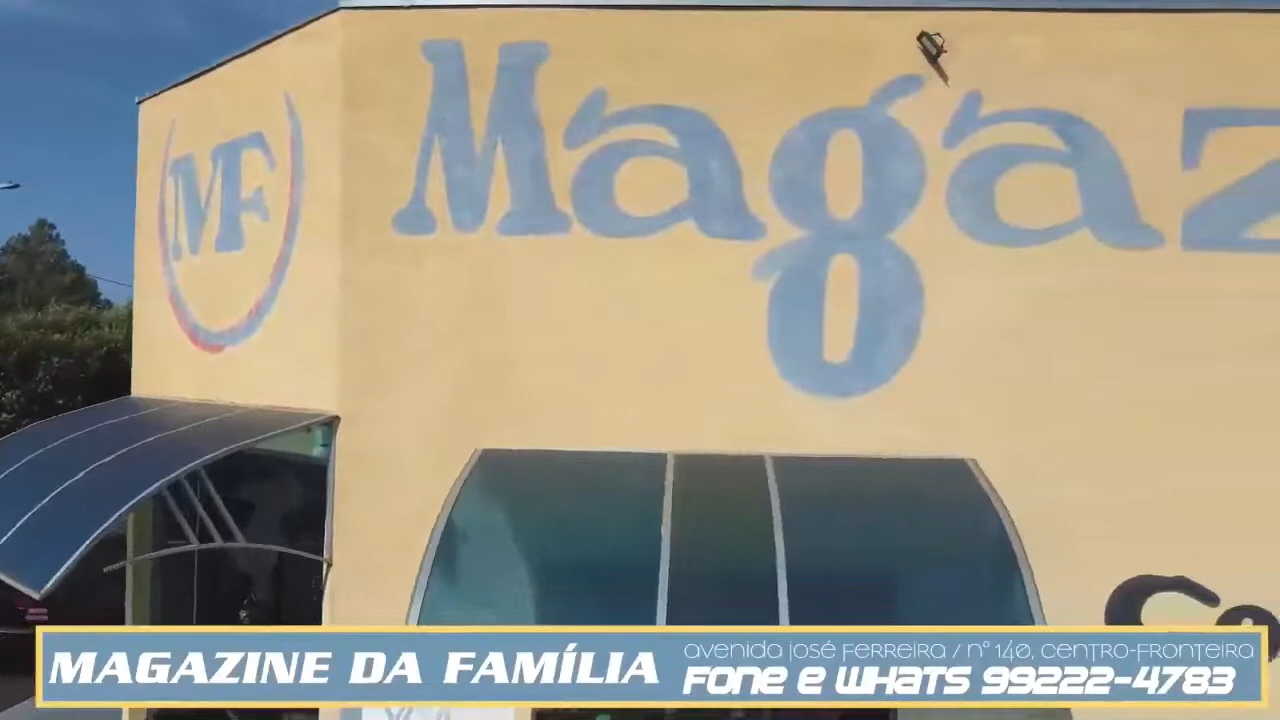 MF
Magaz
MAGAZINE DA FAMÍLIA
avenida josé Ferreira / nº 140, centro-Fronteira
Fone e Whats 99222-4783